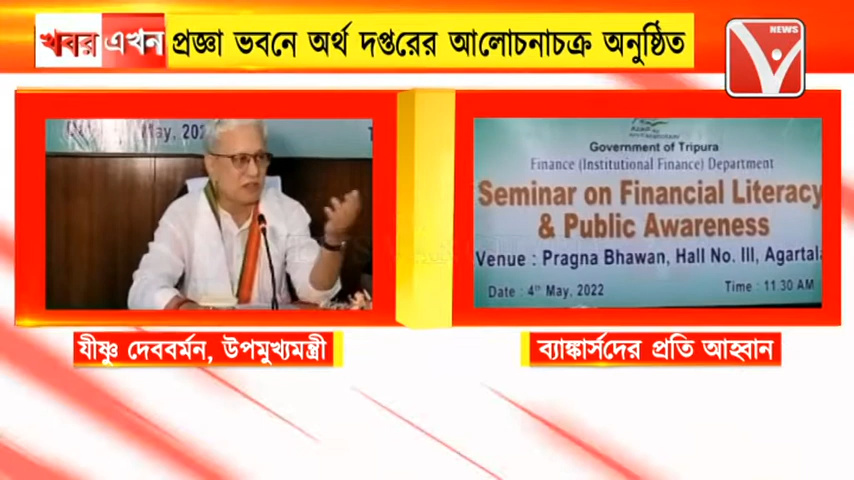 খবর এখন প্রজ্ঞা ভবনে অর্থ দপ্তরের আলোচনাচক্র অনুষ্ঠিত
NEWS
May, 202
Government of Tripura
Finance (Institutional Finance) Department
Seminar on Financial Literacy
& Public Awareness
Venue : Pragna Bhawan, Hall No. III, Agartala
Date : 4th May, 2022 Time : 11.30 AM
যীষ্ণু দেববর্মন, উপমুখ্যমন্ত্রী
ব্যাঙ্কার্সদের প্রতি আহ্বান